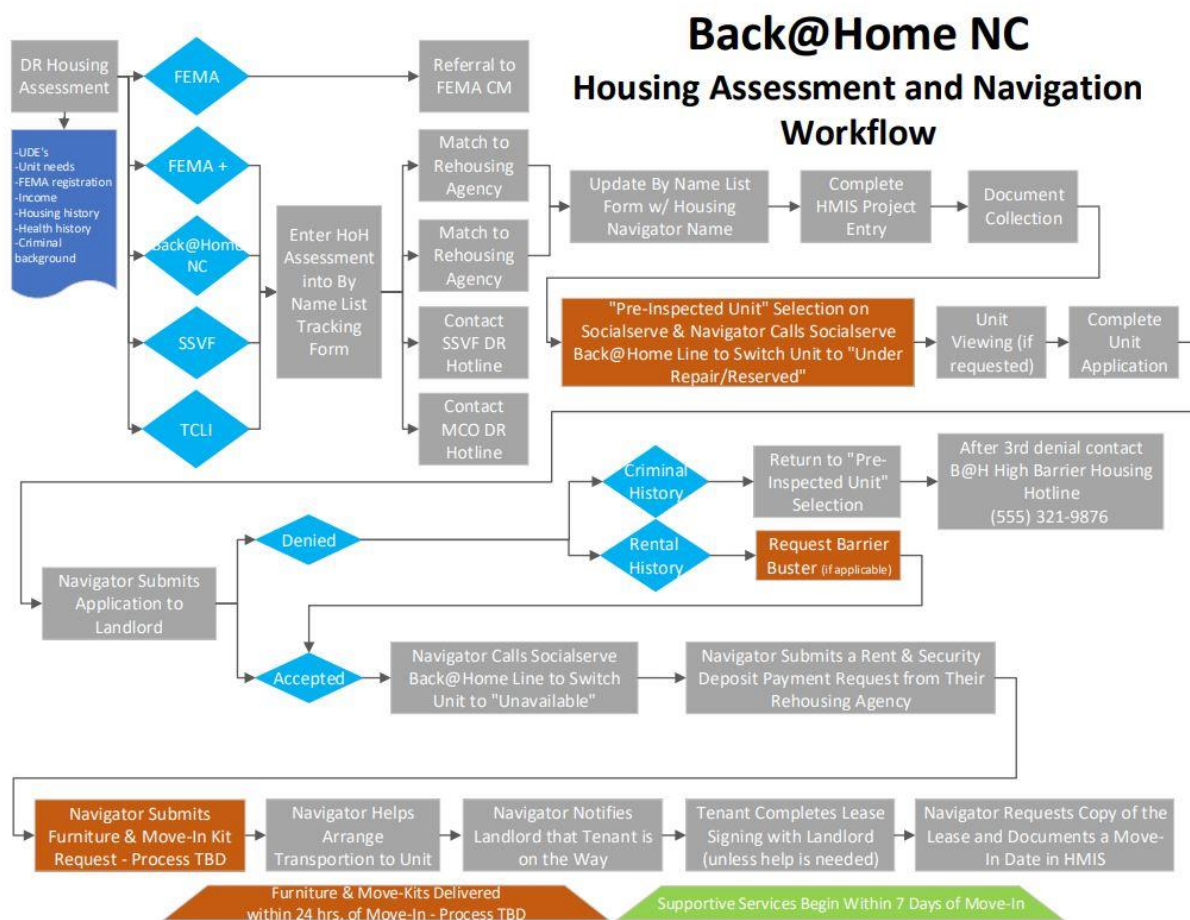 Back@Home NC
Housing Assessment and Navigation
Workflow
DR Housing
Assessment
-UDE's
-Unit needs
-FEMA registration
-Income
-Housing history
-Health history
-Criminal
background
FEMA
FEMA +
Back@Home
NC
SSVF
TCLI
Enter HoH
Assessment
into By
Name List
Tracking
Form
Referral to
FEMA CM
Match to
Rehousing
Agency
Match to
Rehousing
Agency
Contact
SSVF DR
Hotline
Contact
MCO DR
Hotline
Update By Name List
Form w/ Housing
Navigator Name
Complete
HMIS Project
Entry
Document
Collection
"Pre-Inspected Unit" Selection on
Socialserve & Navigator Calls Socialserve
Back@Home Line to Switch Unit to "Under
Repair/Reserved"
Unit
Viewing (if
requested)
Complete
Unit
Application
Navigator Submits
Application to
Landlord
Denied
Criminal
History
Return to "Pre-
Inspected Unit"
Selection
After 3rd denial contact
B@H High Barrier Housing
Hotline
(555) 321-9876
Rental
History
Request Barrier
Buster (if applicable)
Accepted
Navigator Calls Socialserve
Back@Home Line to Switch
Unit to "Unavailable"
Navigator Submits a Rent & Security
Deposit Payment Request from Their
Rehousing Agency
Navigator Submits
Furniture & Move-In Kit
Request - Process TBD
Navigator Helps
Arrange
Transportion to Unit
Navigator Notifies
Landlord that Tenant is
on the Way
Tenant Completes Lease
Signing with Landlord
(unless help is needed)
Navigator Requests Copy of the
Lease and Documents a Move-
In Date in HMIS
Furniture & Move-Kits Delivered
within 24 hrs. of Move-In - Process TBD
Supportive Services Begin Within 7 Days of Move-In